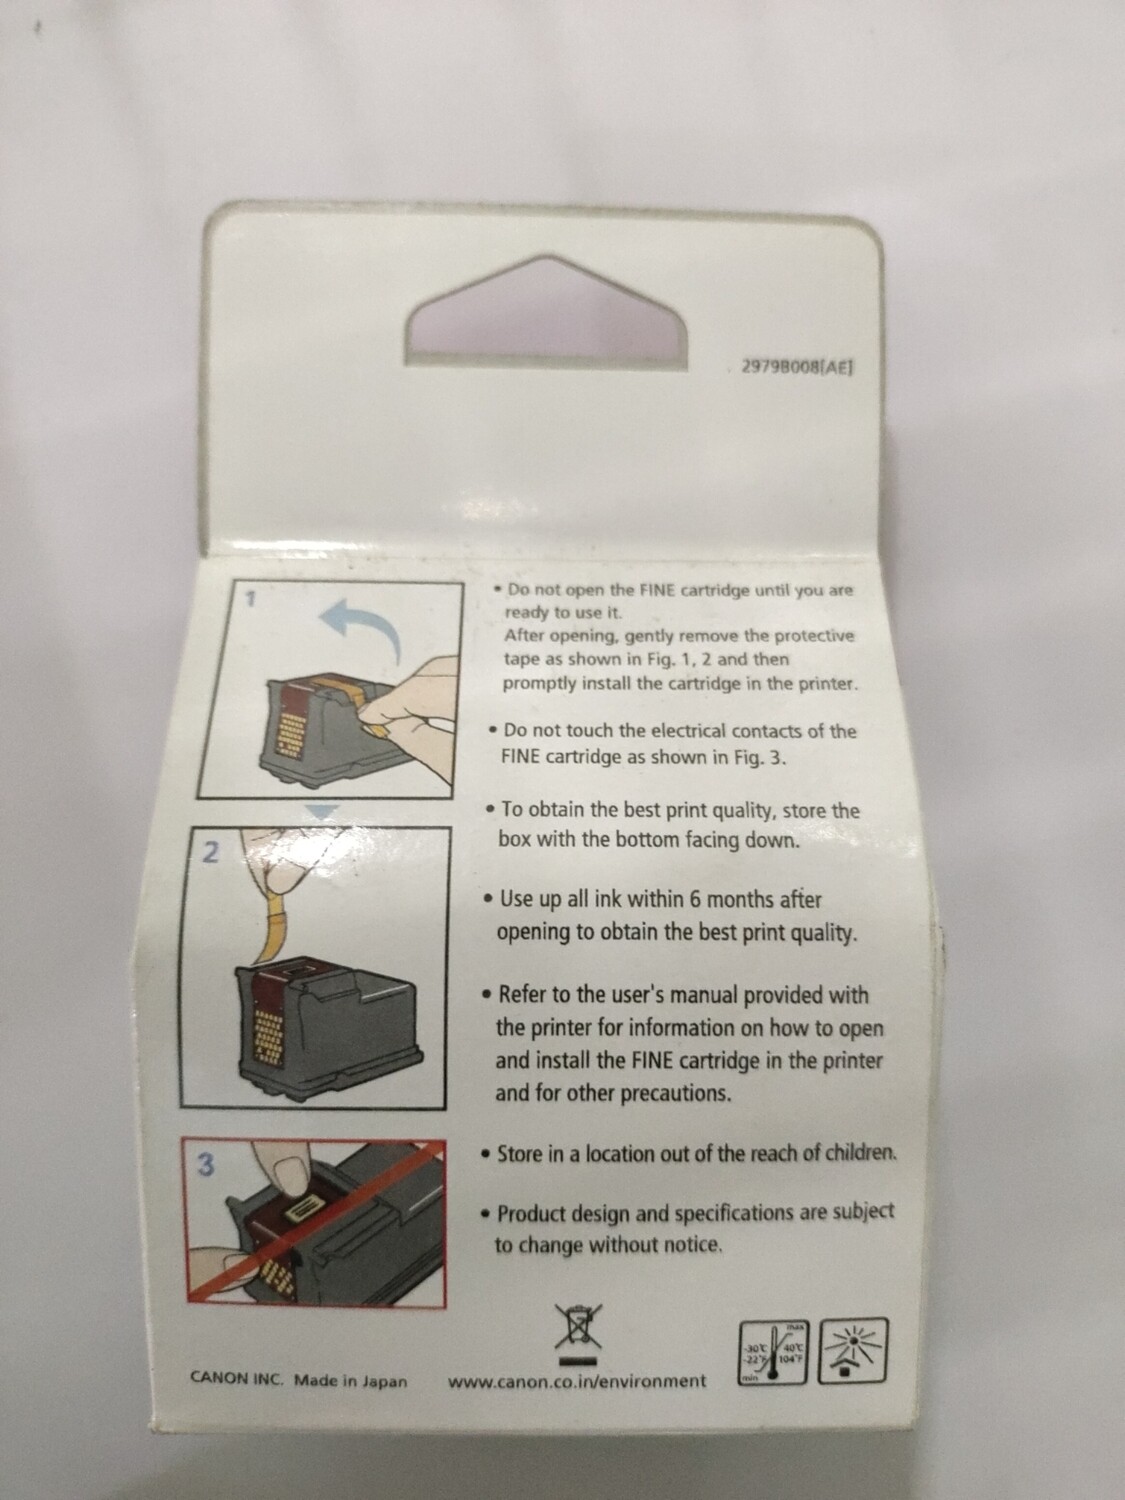 2979B008[AE]
1
• Do not open the FINE cartridge until you are
ready to use it.
After opening, gently remove the protective
tape as shown in Fig. 1, 2 and then
promptly install the cartridge in the printer.
• Do not touch the electrical contacts of the
FINE cartridge as shown in Fig. 3.
2
• To obtain the best print quality, store the
box with the bottom facing down.
• Use up all ink within 6 months after
opening to obtain the best print quality.
• Refer to the user's manual provided with
the printer for information on how to open
and install the FINE cartridge in the printer
and for other precautions.
3
• Store in a location out of the reach of children.
• Product design and specifications are subject
to change without notice.
max
-30°C 40°C
-22°F 104°F
min
CANON INC. Made in Japan
www.canon.co.in/environment